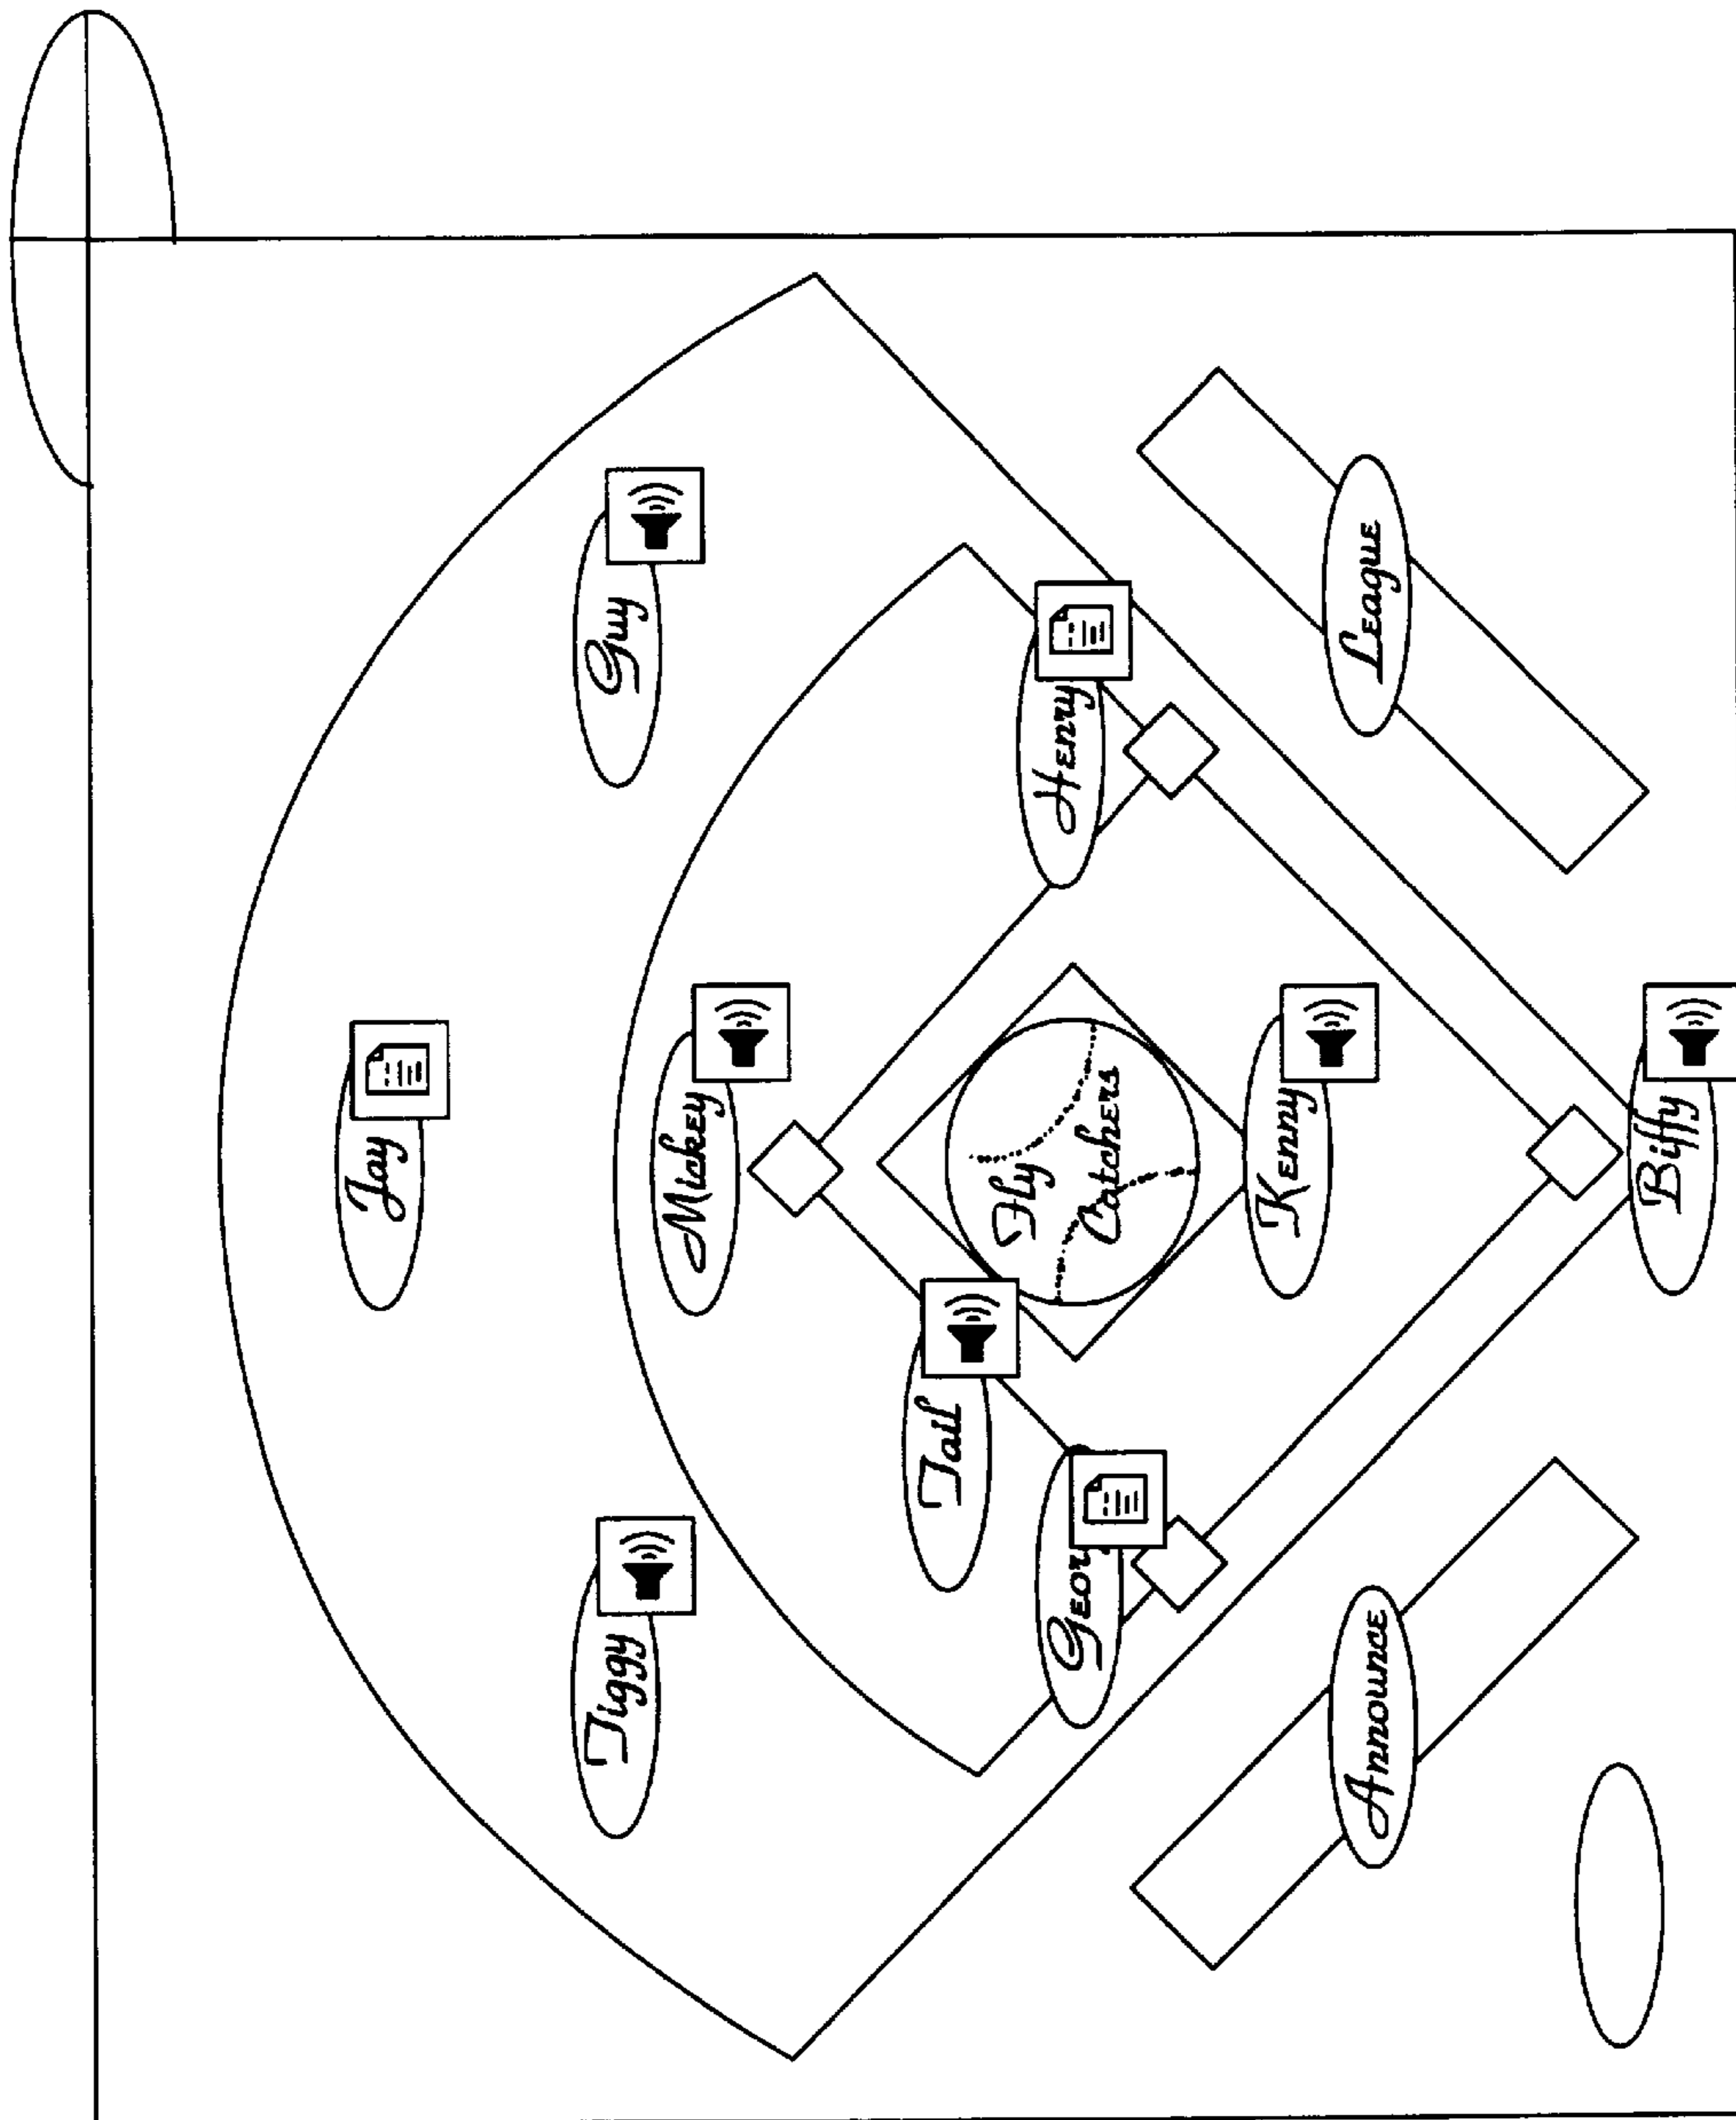 Jay
Tiggy
Guy
Mickey
Tail
Fly
Catchers
Geor
Henry
Kenny
Announce
League
Biffy